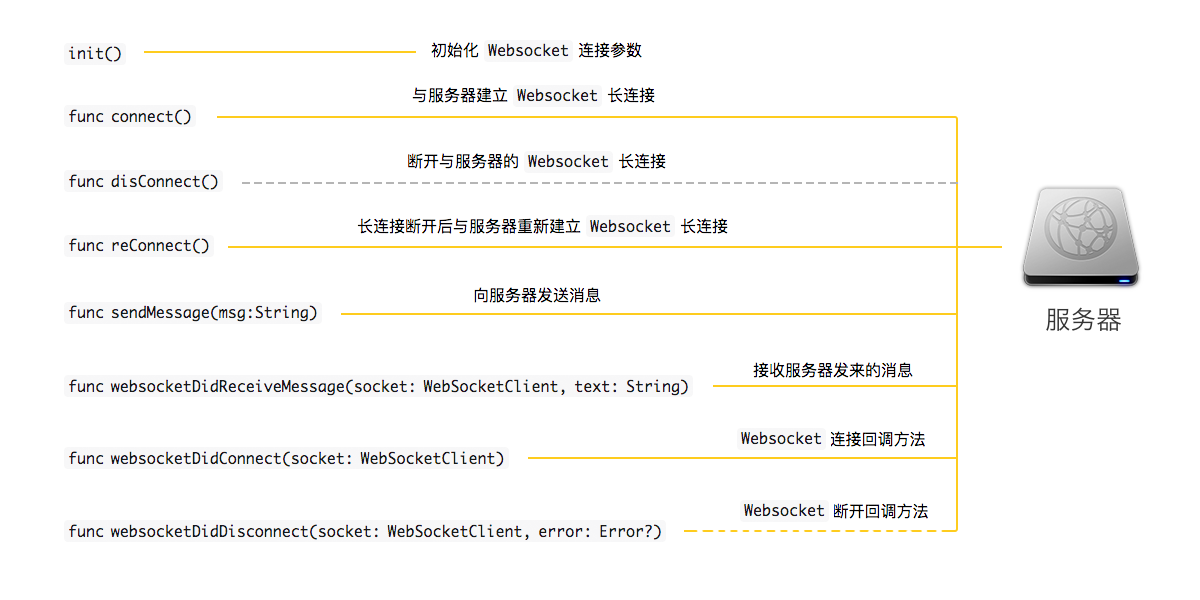 init()
初始化 Websocket 连接参数
与服务器建立 Websocket 长连接
func connect()
断开与服务器的 Websocket 长连接
func disConnect()
长连接断开后与服务器重新建立 Websocket 长连接
func reConnect()
向服务器发送消息
func sendMessage(msg:String)
服务器
接收服务器发来的消息
func websocketDidReceiveMessage(socket: WebSocketClient, text: String)
Websocket 连接回调方法
func websocketDidConnect(socket: WebSocketClient)
Websocket 断开回调方法
func websocketDidDisconnect(socket: WebSocketClient, error: Error?)